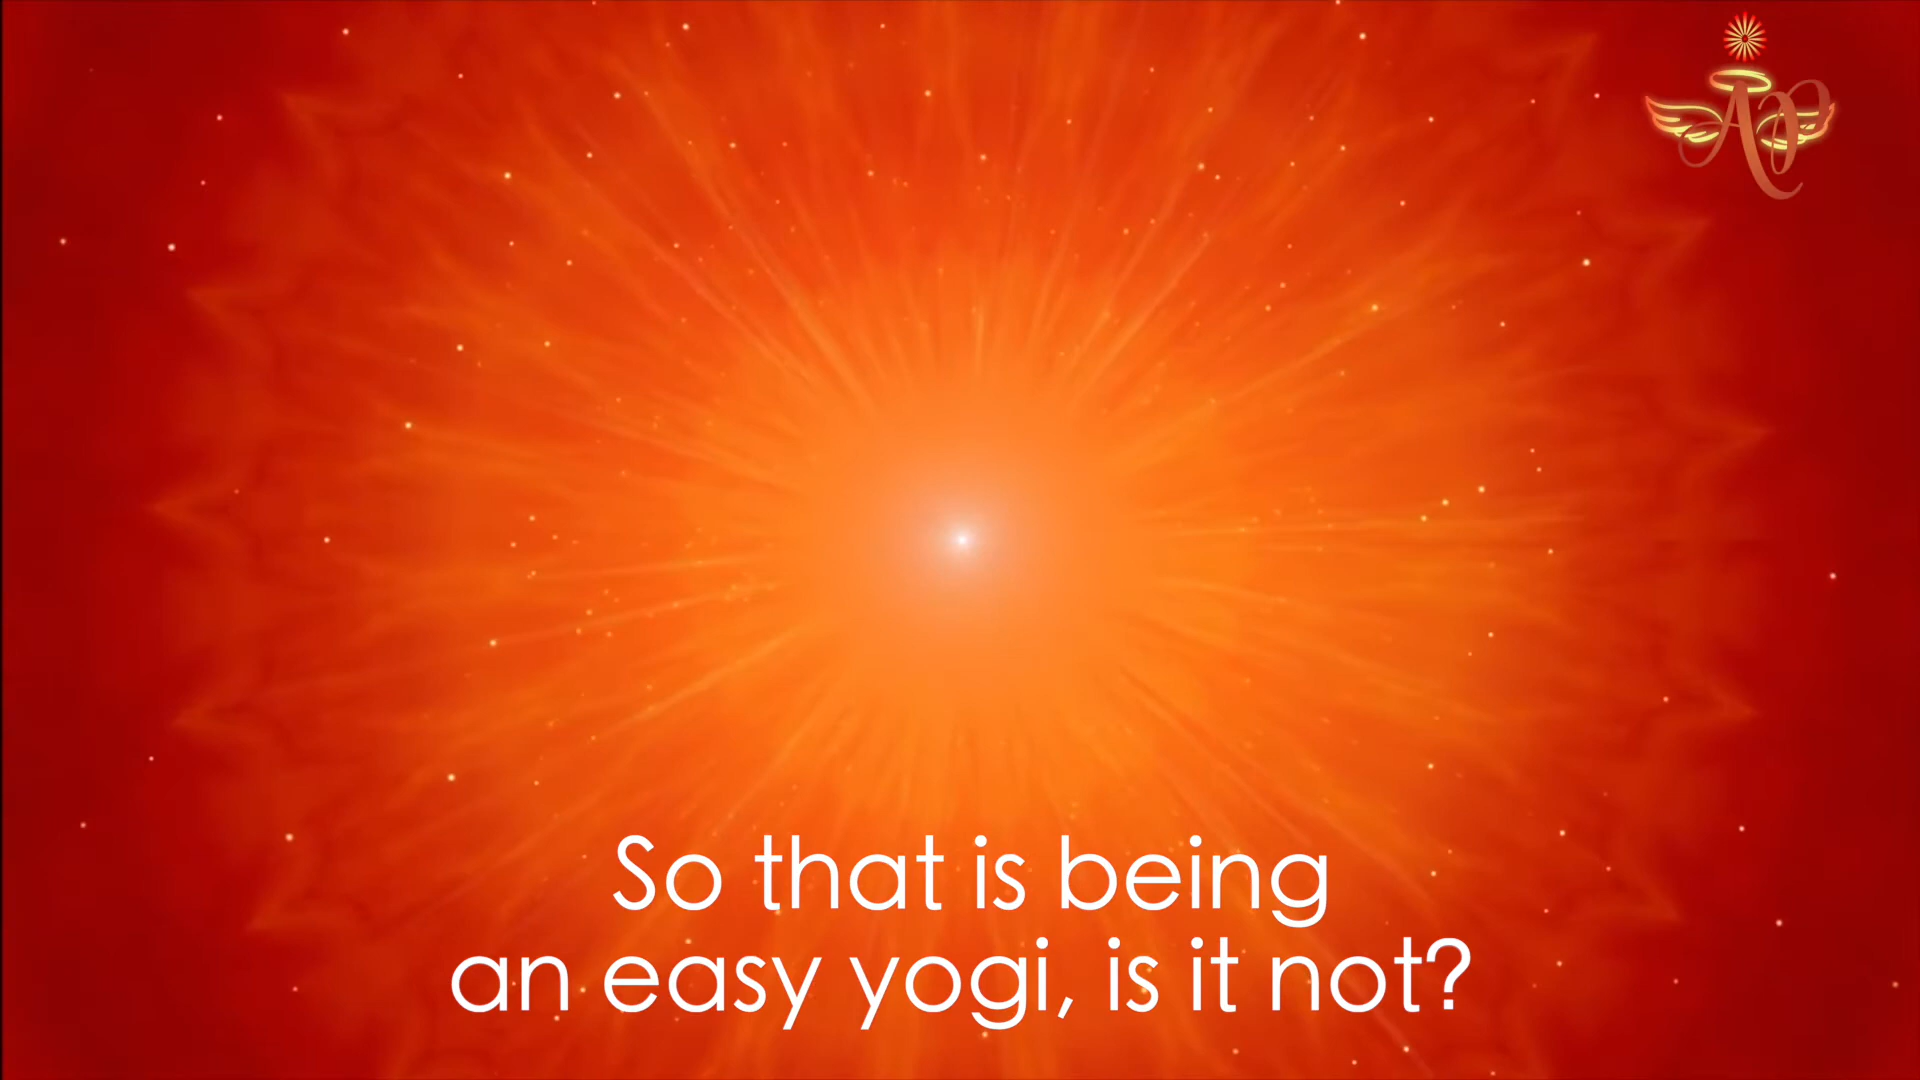 So that is being
an easy yogi, is it not?